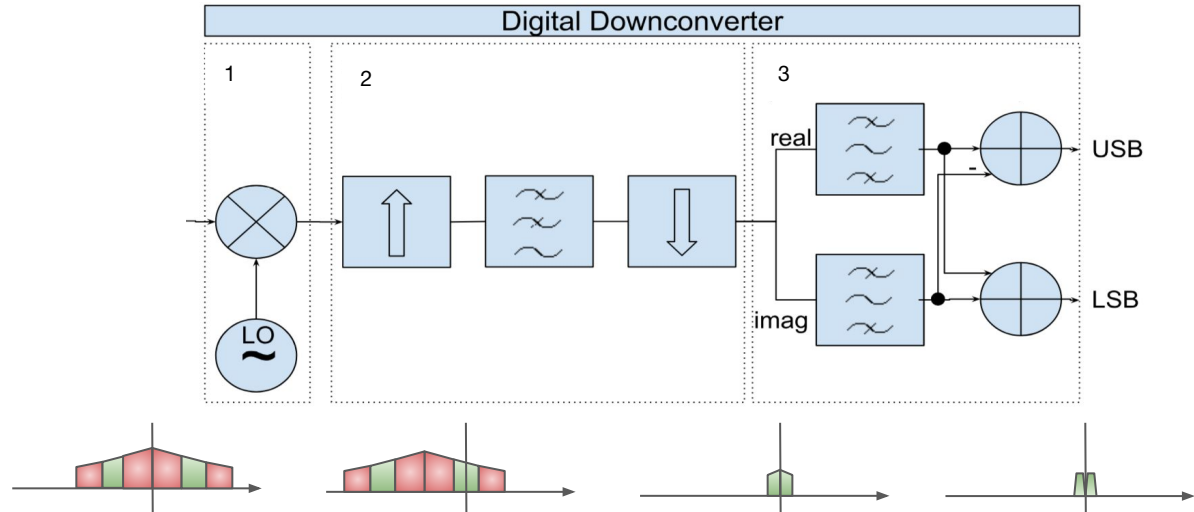 Digital Downconverter
1
2
3
real
USB
-
LO
~
imag
LSB